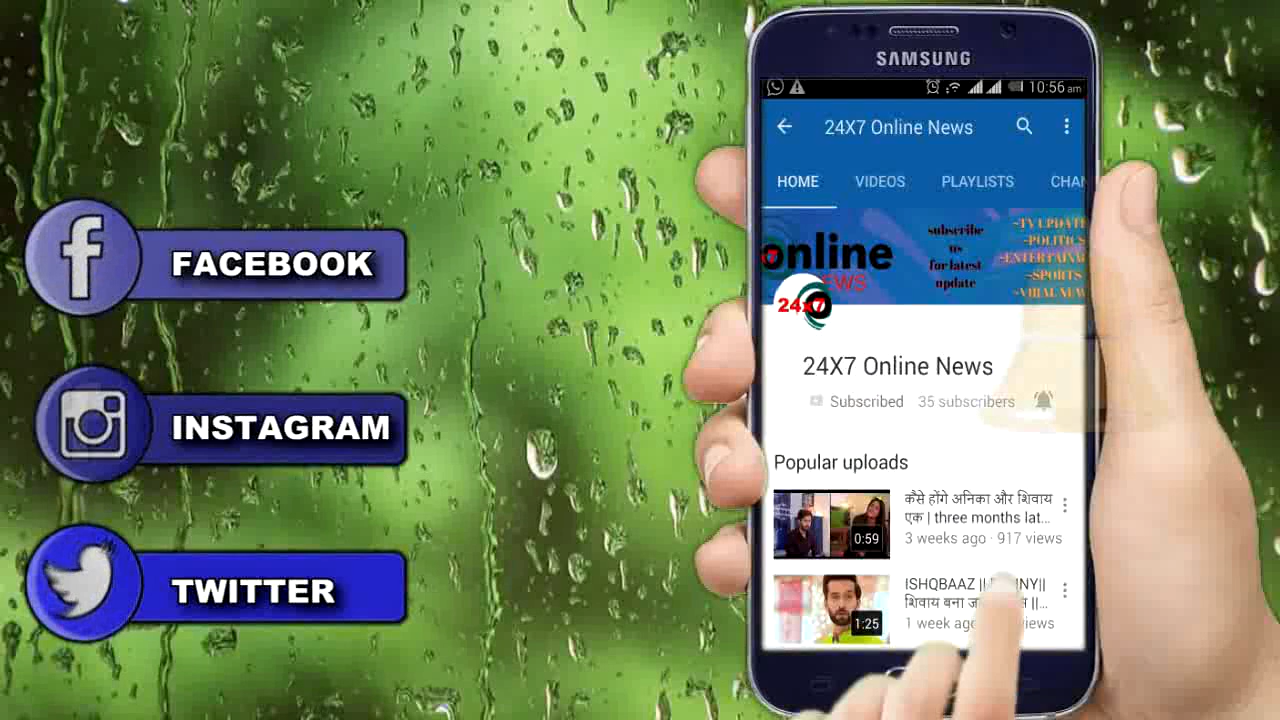 FACEBOOK
INSTAGRAM
TWITTER
SAMSUNG
10:56 am
24X7 Online News
HOME VIDEOS PLAYLISTS CHAN
online
NEWS
subscribe
us
for latest
update
~TV UPDATE
~POLITICS
~SPORTS
24x7
24X7 Online News
Subscribed 35 subscribers
Popular uploads
0:59
कैसे होंगे अनिका और शिवाय
एक | three months lat...
3 weeks ago · 917 views
1:25
ISHQBAAZ ||
शिवाय बना
1 week ago views